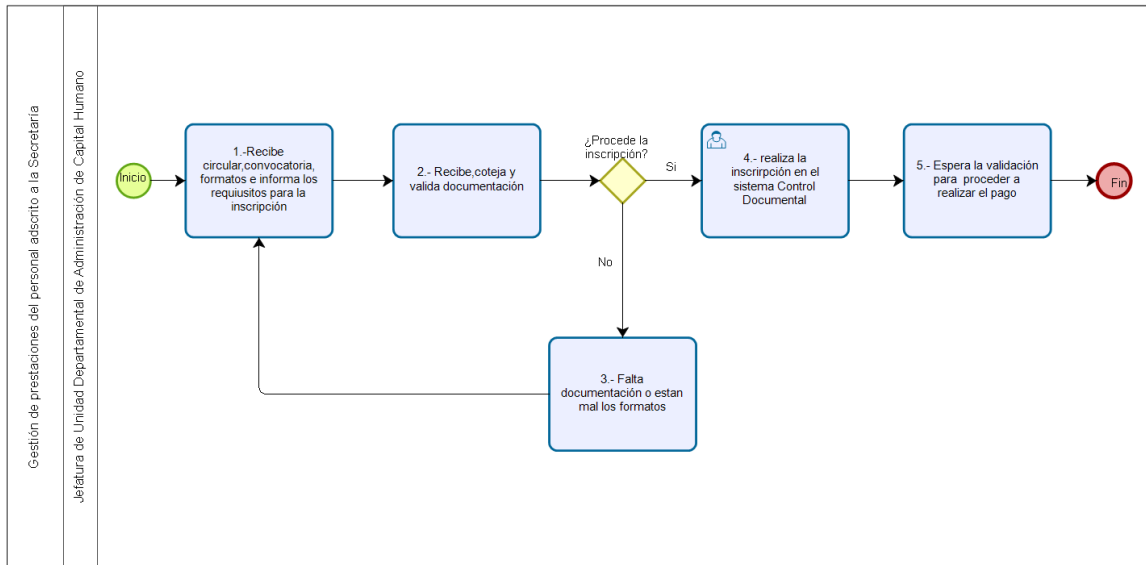 Gestión de prestaciones del personal adscrito a la Secretaría
Jefatura de Unidad Departamental de Administración de Capital Humano
Inicio
1.-Recibe
circular,convocatoria,
formatos e informa los
requiusitos para la
inscripción
2.- Recibe,coteja y
valida documentación
¿Procede la
inscripción?
Si
4.- realiza la
inscrirpción en el
sistema Control
Documental
5.- Espera la validación
para proceder a
realizar el pago
Fin
No
3.- Falta
documentación o estan
mal los formatos